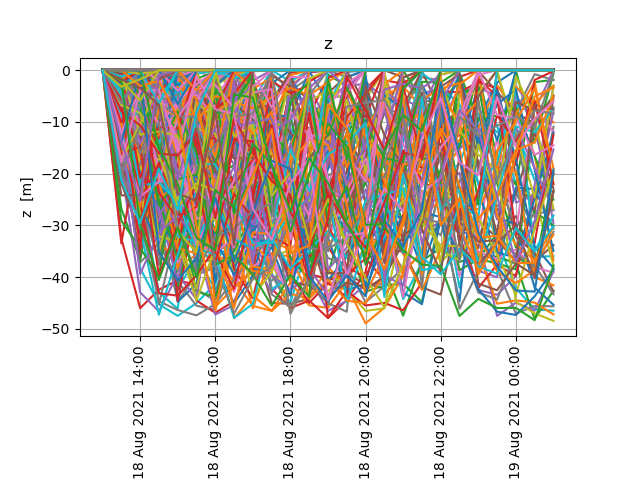 z
0
−10
−20
−30
−40
−50
z [m]
18 Aug 2021 14:00
18 Aug 2021 16:00
18 Aug 2021 18:00
18 Aug 2021 20:00
18 Aug 2021 22:00
19 Aug 2021 00:00